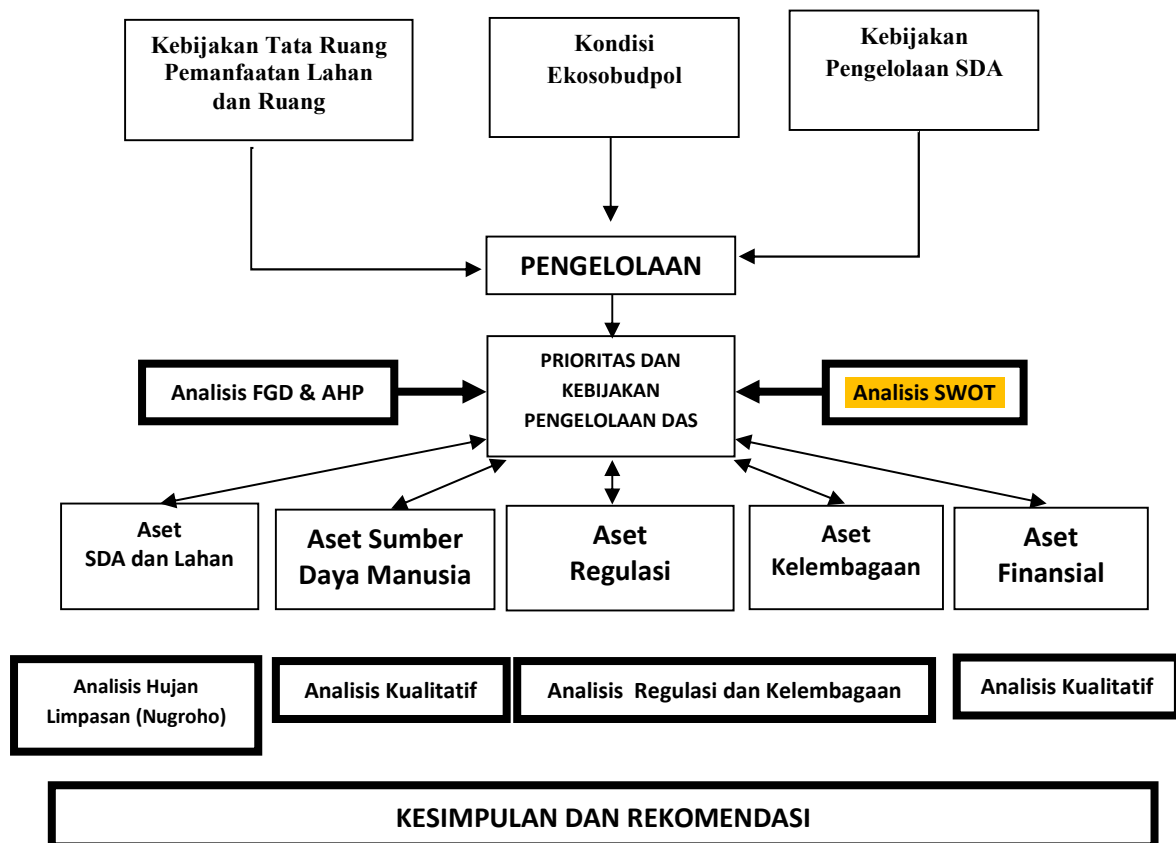 Kebijakan Tata Ruang
Pemanfaatan Lahan
dan Ruang
Kondisi
Ekosobudpol
Kebijakan
Pengelolaan SDA
PENGELOLAAN
PRIORITAS DAN
KEBIJAKAN
PENGELOLAAN DAS
Analisis FGD & AHP
Analisis SWOT
Aset
SDA dan Lahan
Aset Sumber
Daya Manusia
Aset
Regulasi
Aset
Kelembagaan
Aset
Finansial
Analisis Hujan
Limpasan (Nugroho)
Analisis Kualitatif
Analisis  Regulasi dan Kelembagaan
Analisis Kualitatif
KESIMPULAN DAN REKOMENDASI